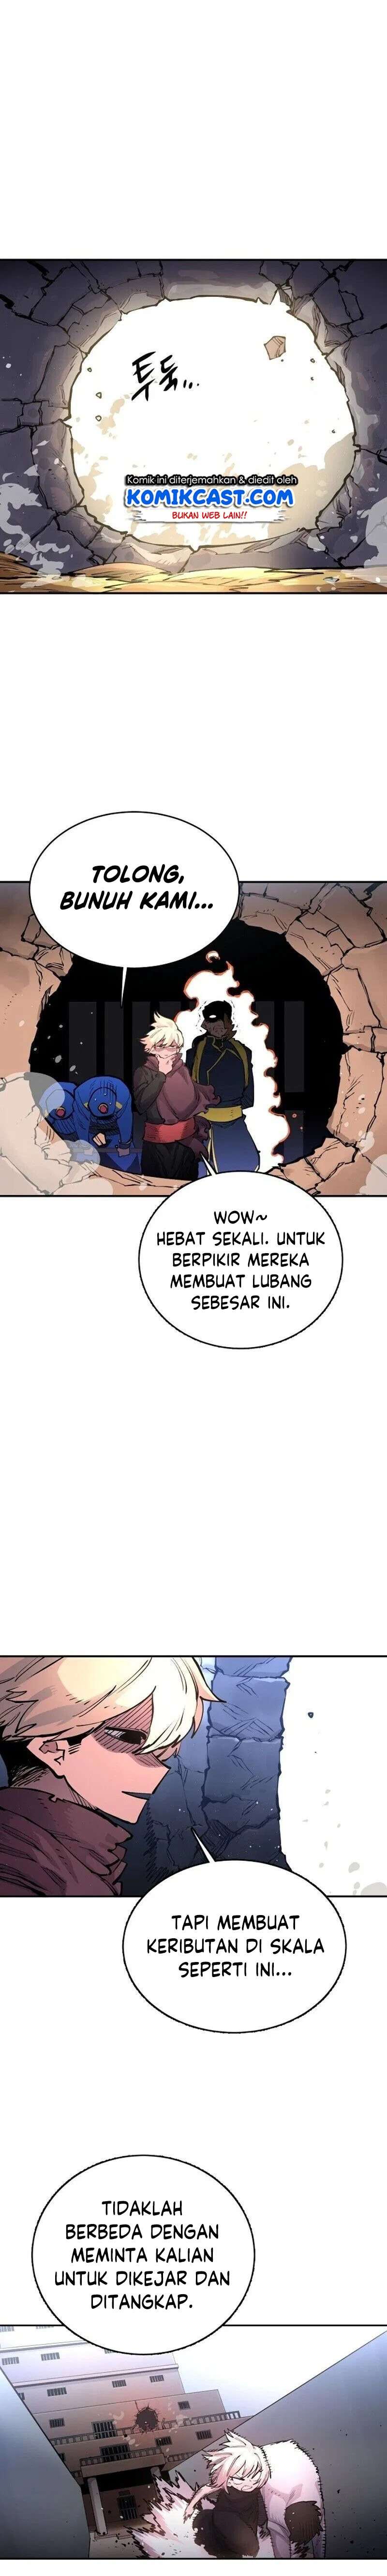 투둑...
Komik ini diterjemahkan & diedit oleh
KOMIKCAST.COM
BUKAN WEB LAIN!!
TOLONG,
BUNUH KAMI...
WOW~
HEBAT SEKALI. UNTUK
BERPIKIR MEREKA
MEMBUAT LUBANG
SEBESAR INI.
TAPI MEMBUAT
KERIBUTAN DI SKALA
SEPERTI INI...
TIDAKLAH
BERBEDA DENGAN
MEMINTA KALIAN
UNTUK DIKEJAR DAN
DITANGKAP.